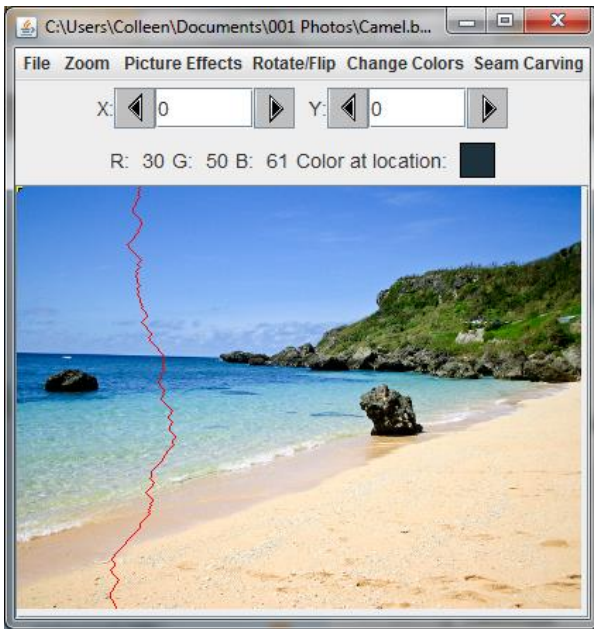 C:\Users\Colleen\Documents\001 Photos\Camel.b...
File Zoom Picture Effects Rotate/Flip Change Colors Seam Carving
X: 0 Y: 0
R: 30 G: 50 B: 61 Color at location: